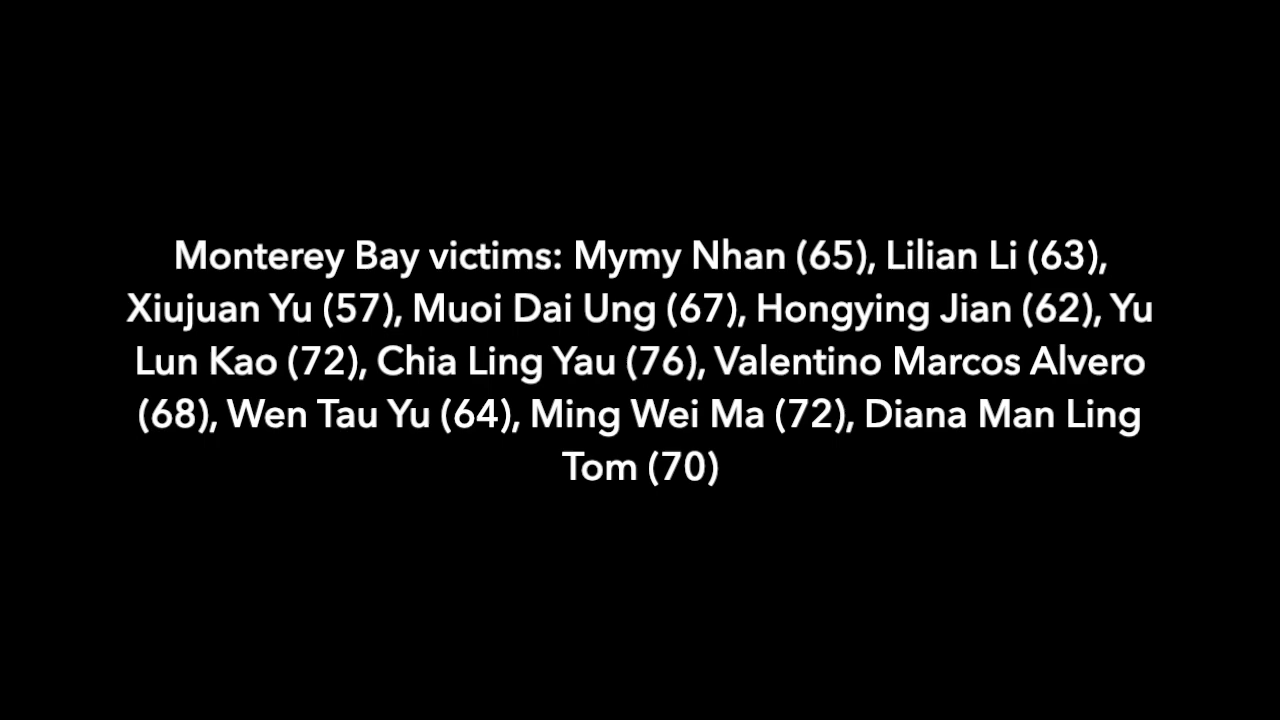 Monterey Bay victims: Mymy Nhan (65), Lilian Li (63),
Xiujuan Yu (57), Muoi Dai Ung (67), Hongying Jian (62), Yu
Lun Kao (72), Chia Ling Yau (76), Valentino Marcos Alvero
(68), Wen Tau Yu (64), Ming Wei Ma (72), Diana Man Ling
Tom (70)